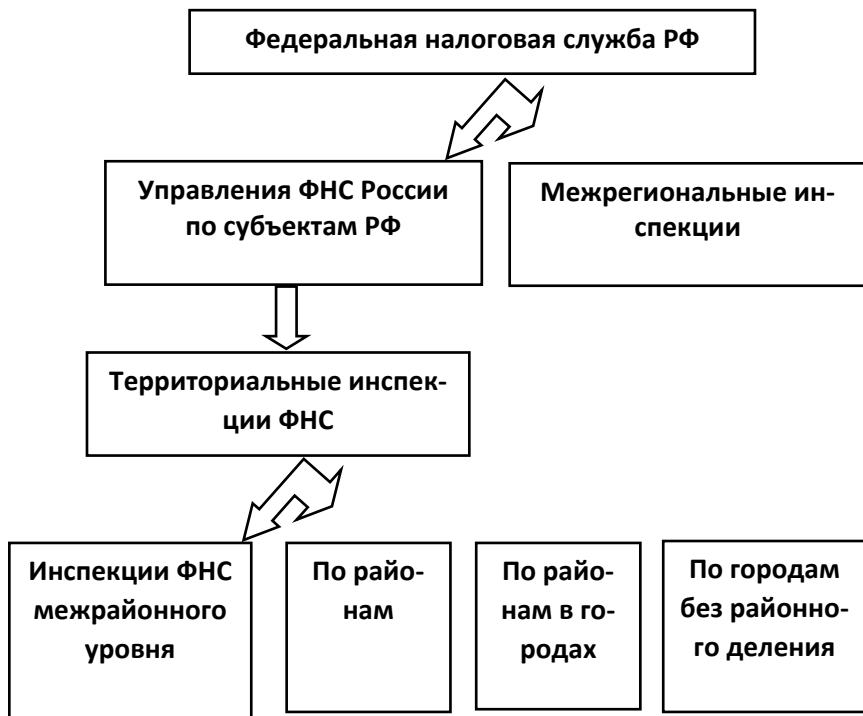 Федеральная налоговая служба РФ
Управления ФНС России
по субъектам РФ
Межрегиональные ин-
спекции
Территориальные инспек-
ции ФНС
Инспекции ФНС
межрайонного
уровня
По райо-
нам
По райо-
нам в го-
родах
По городам
без районно-
го деления